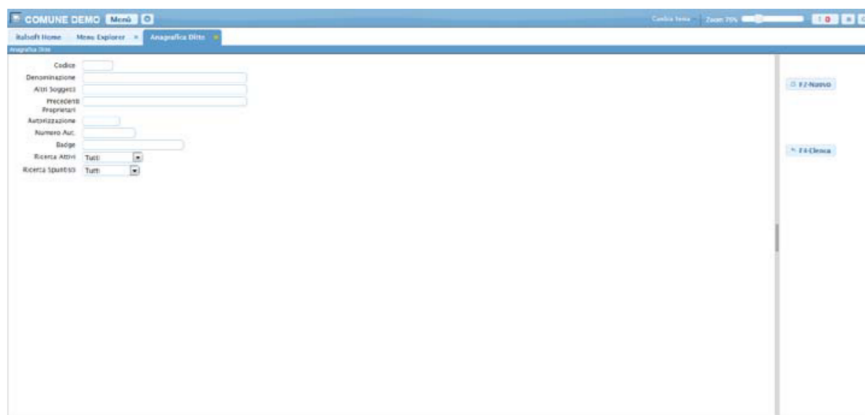 COMUNE DEMO Menù
Cambia tema Zoom 75% 0
Italsoft Home Menu Explorer × Anagrafica Ditte
Anagrafica Ditte
Codice
Denominazione
Altri Soggetti
Precedenti
Proprietari
Autorizzazione
Numero Aut.
Badge
Ricerca Attivi Tutti
Ricerca Spuntisti Tutti
F2-Nuovo
F4-Elenca